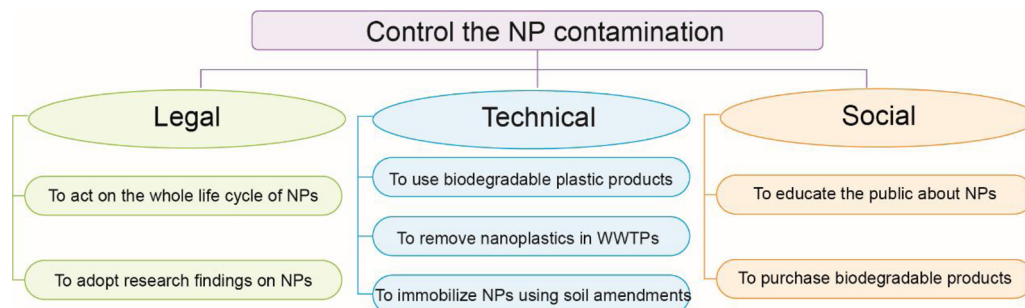 Control the NP contamination
Legal
To act on the whole life cycle of NPs
To adopt research findings on NPs
Technical
To use biodegradable plastic products
To remove nanoplastics in WWTPs
To immobilize NPs using soil amendments
Social
To educate the public about NPs
To purchase biodegradable products